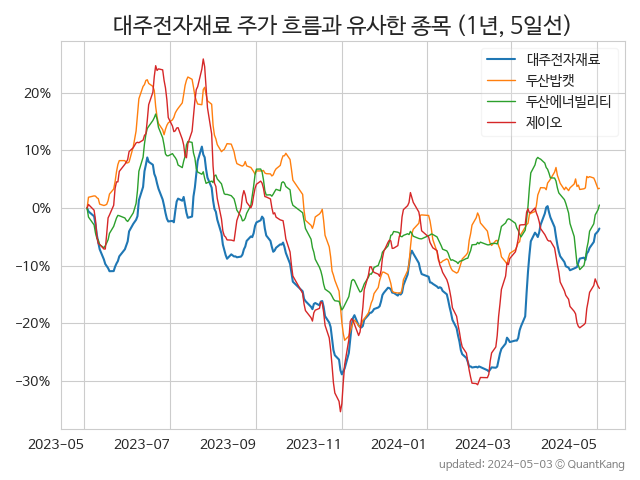 대주전자재료 주가 흐름과 유사한 종목 (1년, 5일선)
대주전자재료
두산밥캣
두산에너빌리티
제이오
20%
10%
0%
−10%
−20%
−30%
2023-05 2023-07 2023-09 2023-11 2024-01 2024-03 2024-05
updated: 2024-05-03 © QuantKang